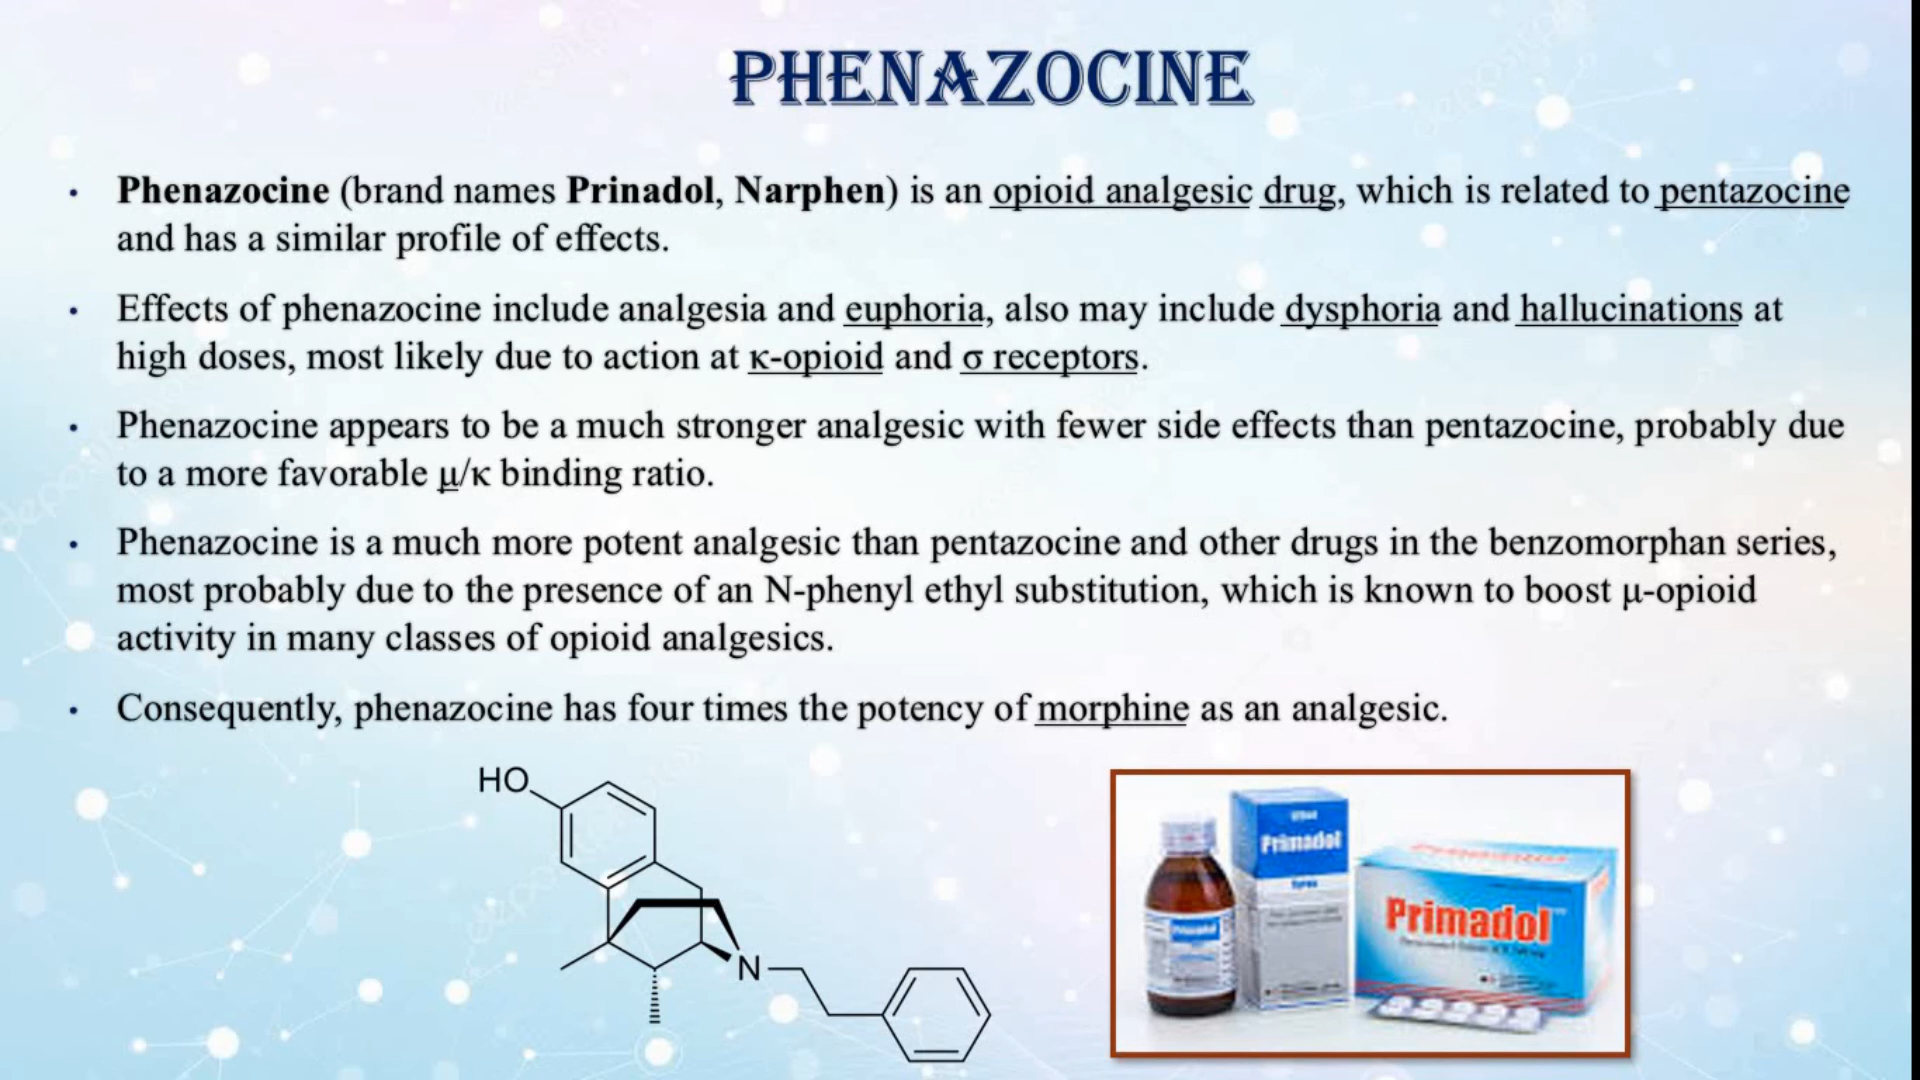 PHENAZOCINE
• Phenazocine (brand names Prinadol, Narphen) is an opioid analgesic drug, which is related to pentazocine
and has a similar profile of effects.
• Effects of phenazocine include analgesia and euphoria, also may include dysphoria and hallucinations at
high doses, most likely due to action at κ-opioid and σ receptors.
• Phenazocine appears to be a much stronger analgesic with fewer side effects than pentazocine, probably due
to a more favorable μ/κ binding ratio.
• Phenazocine is a much more potent analgesic than pentazocine and other drugs in the benzomorphan series,
most probably due to the presence of an N-phenyl ethyl substitution, which is known to boost μ-opioid
activity in many classes of opioid analgesics.
• Consequently, phenazocine has four times the potency of morphine as an analgesic.
HO
N
Primadol
Primadol
Primadol